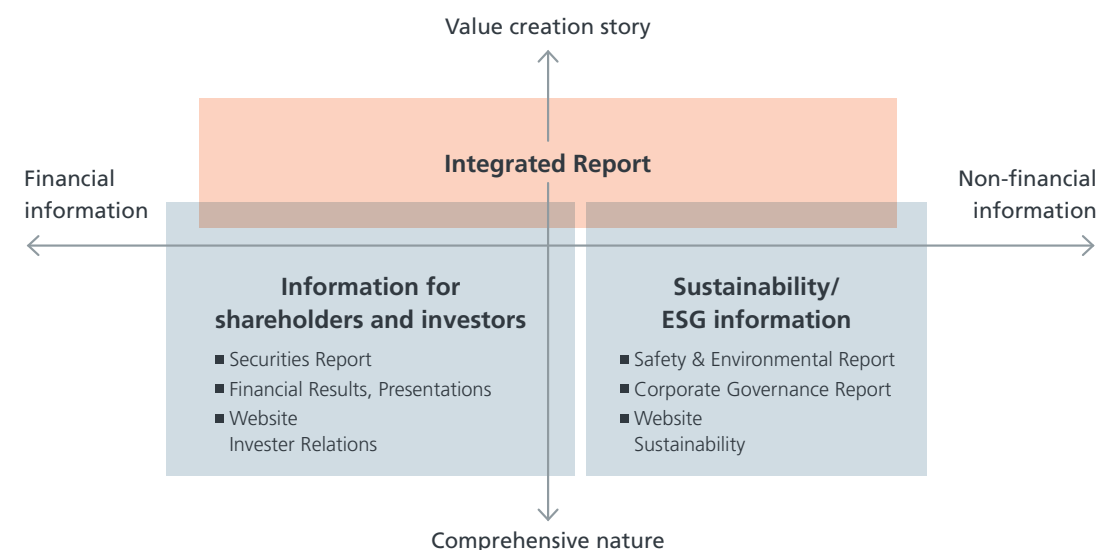 Value creation story
Integrated Report
Financial
information
Non-financial
information
Information for
shareholders and investors
■ Securities Report
■ Financial Results, Presentations
■ Website
Invester Relations
Sustainability/
ESG information
■ Safety & Environmental Report
■ Corporate Governance Report
■ Website
Sustainability
Comprehensive nature